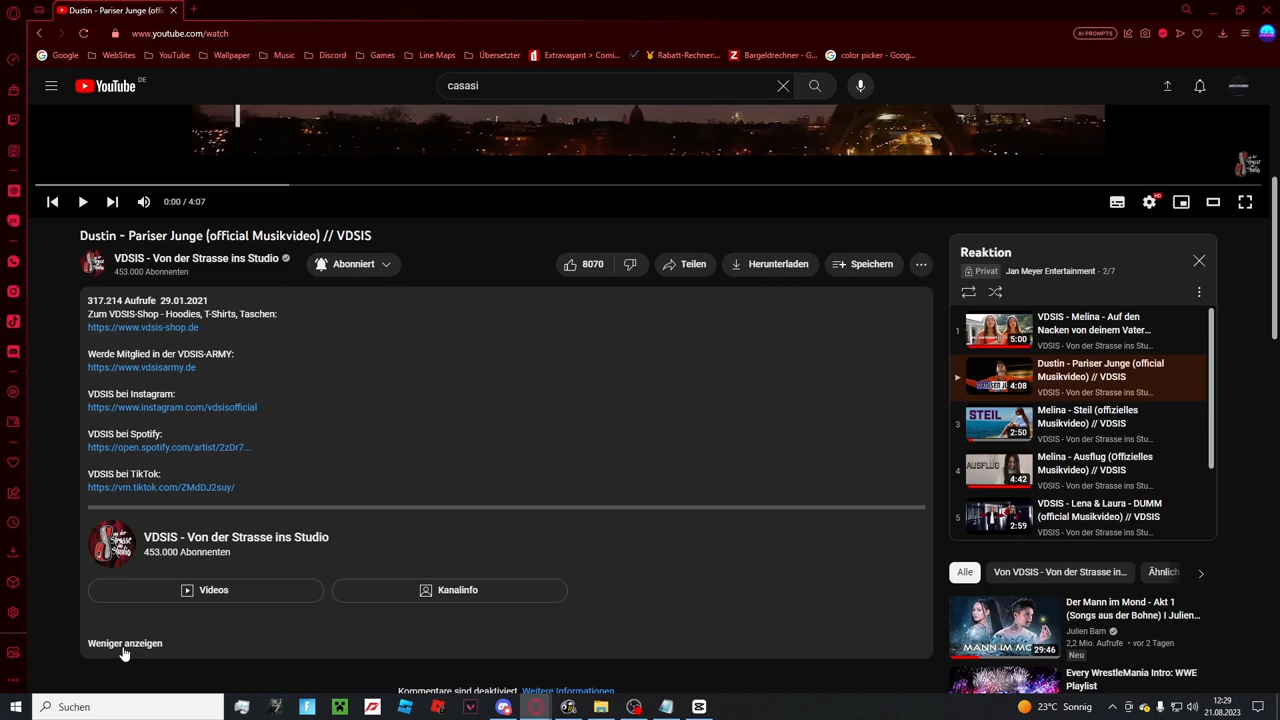 Dustin - Pariser Junge (offi
www.youtube.com/watch
AI PROMPTS
Google
WebSites
YouTube
Wallpaper
Music
Discord
Games
Line Maps
Übersetzter
Extravagant > Comi...
Rabatt-Rechner:...
Bargeldrechner - G...
color picker - Goog...
YouTube DE
casasi
0:00 / 4:07
HD
Dustin - Pariser Junge (official Musikvideo) // VDSIS
VDSIS - Von der Strasse ins Studio
453.000 Abonnenten
Abonniert
8070
Teilen
Herunterladen
Speichern
317.214 Aufrufe 29.01.2021
Zum VDSIS-Shop - Hoodies, T-Shirts, Taschen:
https://www.vdsis-shop.de
Werde Mitglied in der VDSIS-ARMY:
https://www.vdsisarmy.de
VDSIS bei Instagram:
https://www.instagram.com/vdsisofficial
VDSIS bei Spotify:
https://open.spotify.com/artist/2zDr7...
VDSIS bei TikTok:
https://vm.tiktok.com/ZMdDJ2suy/
VDSIS - Von der Strasse ins Studio
453.000 Abonnenten
Videos
Kanalinfo
Weniger anzeigen
Kommentare sind deaktiviert. Weitere Informationen
Reaktion
Privat
Jan Meyer Entertainment - 2/7
1
5:00
VDSIS - Melina - Auf den
Nacken von deinem Vater...
VDSIS - Von der Strasse ins Stu...
4:08
Dustin - Pariser Junge (official
Musikvideo) // VDSIS
VDSIS - Von der Strasse ins Stu...
3
STEIL
2:50
Melina - Steil (offizielles
Musikvideo) // VDSIS
VDSIS - Von der Strasse ins Stu...
4
AUSFLUG
4:42
Melina - Ausflug (Offizielles
Musikvideo) // VDSIS
VDSIS - Von der Strasse ins Stu...
5
2:59
VDSIS - Lena & Laura - DUMM
(official Musikvideo) // VDSIS
VDSIS - Von der Strasse ins Stu...
Alle
Von VDSIS - Von der Strasse in...
Ähnlich
MANN IM MO
29:46
Der Mann im Mond - Akt 1
(Songs aus der Bohne) I Julien...
Julien Bam
2,2 Mio. Aufrufe • vor 2 Tagen
Neu
Every WrestleMania Intro: WWE
Playlist
Suchen
23°C Sonnig
12:29
21.08.2023